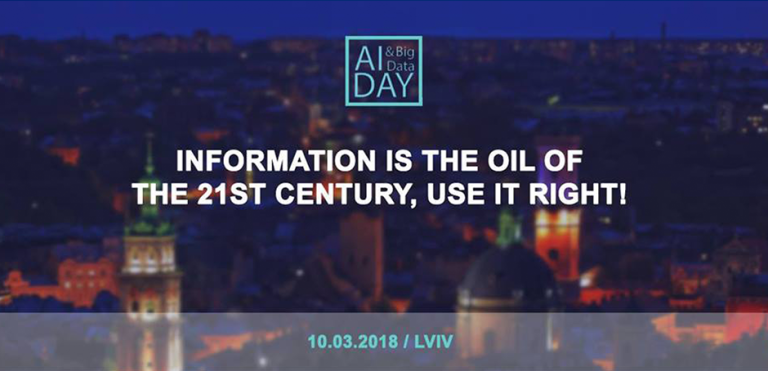 AI & Big
Data
DAY
INFORMATION IS THE OIL OF
THE 21ST CENTURY, USE IT RIGHT!
10.03.2018 / LVIV